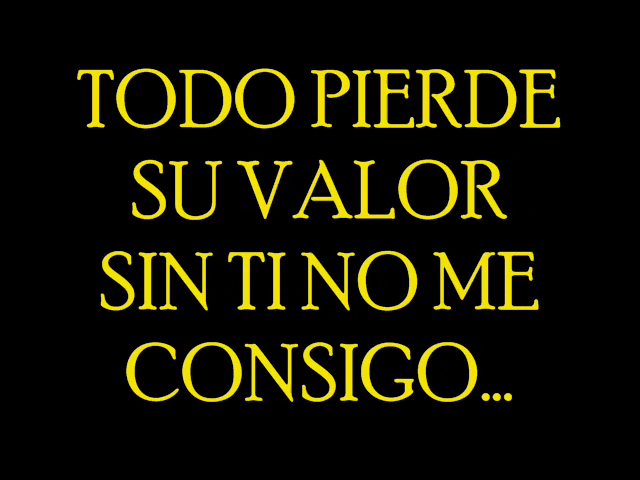 TODO PIERDE
SU VALOR
SIN TI NO ME
CONSIGO...